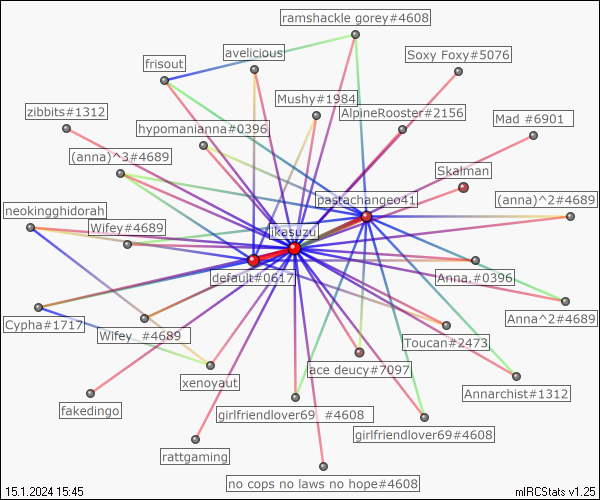 ramshackle gorey#4608
avelicious
Soxy Foxy#5076
frisout
Mushy#1984
zibbits#1312
AlpineRooster#2156
Mad #6901
hypomanianna#0396
(anna)^3#4689
Skalman
pastachangeo41
(anna)^2#4689
neokingghidorah
Wifey#4689
likasuzu
default#0617
Anna.#0396
Anna^2#4689
Cypha#1717
Wifey_#4689
Toucan#2473
ace deucy#7097
xenoyaut
Annarchist#1312
fakedingo
girlfriendlover69_#4608
girlfriendlover69#4608
rattgaming
no cops no laws no hope#4608
15.1.2024 15:45
mIRCStats v1.25